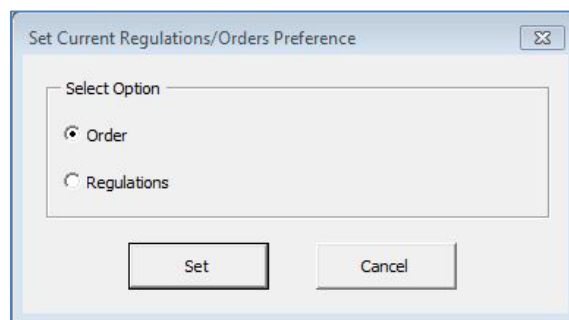 Set Current Regulations/Orders Preference
Select Option
Order
Regulations
Set Cancel